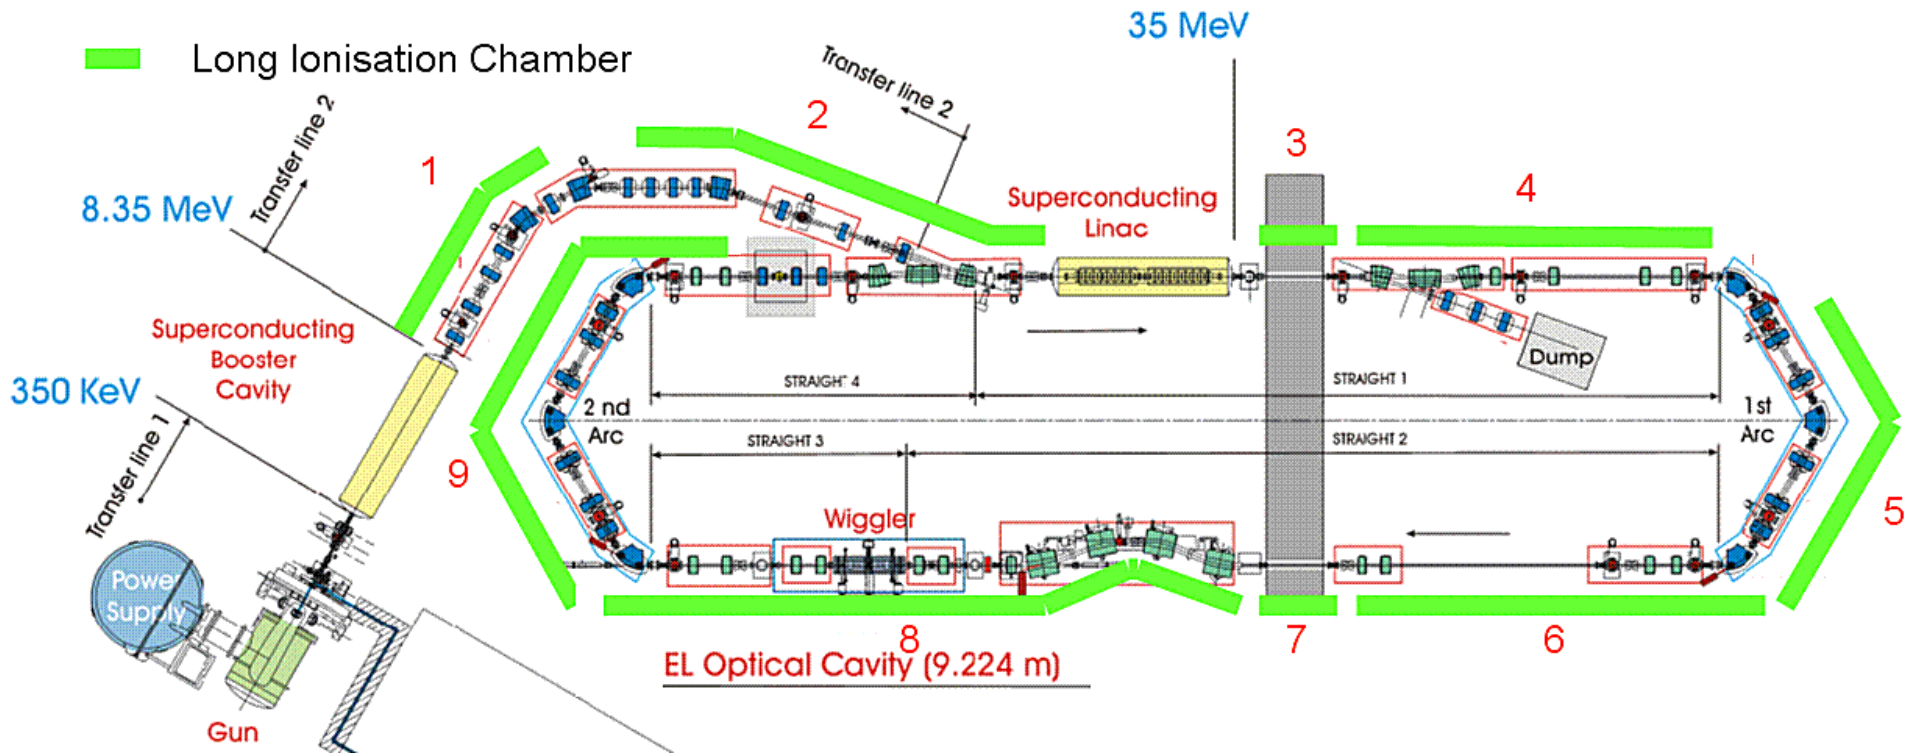 35 MeV
Long Ionisation Chamber
Transfer line 2
2
Transfer line 2
3
1
4
Superconducting
Linac
8.35 MeV
Superconducting
Booster
Cavity
Dump
350 KeV
STRAIGHT 4
STRAIGHT 1
2 nd
Arc
1st
Arc
STRAIGHT 3
STRAIGHT 2
Transfer line 1
9
5
Wiggler
Power
Supply
8
7
6
EL Optical Cavity (9.224 m)
Gun